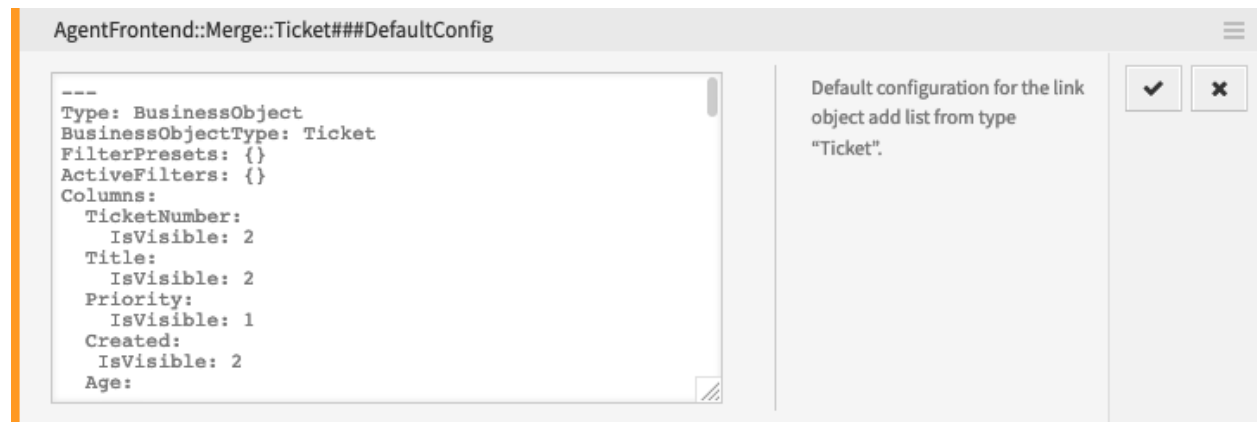 AgentFrontend::Merge::Ticket###DefaultConfig
---
Type: BusinessObject
BusinessObjectType: Ticket
FilterPresets: {}
ActiveFilters: {}
Columns:
  TicketNumber:
    IsVisible: 2
  Title:
    IsVisible: 2
  Priority:
    IsVisible: 1
  Created:
   IsVisible: 2
  Age:
Default configuration for the link
object add list from type
“Ticket”.